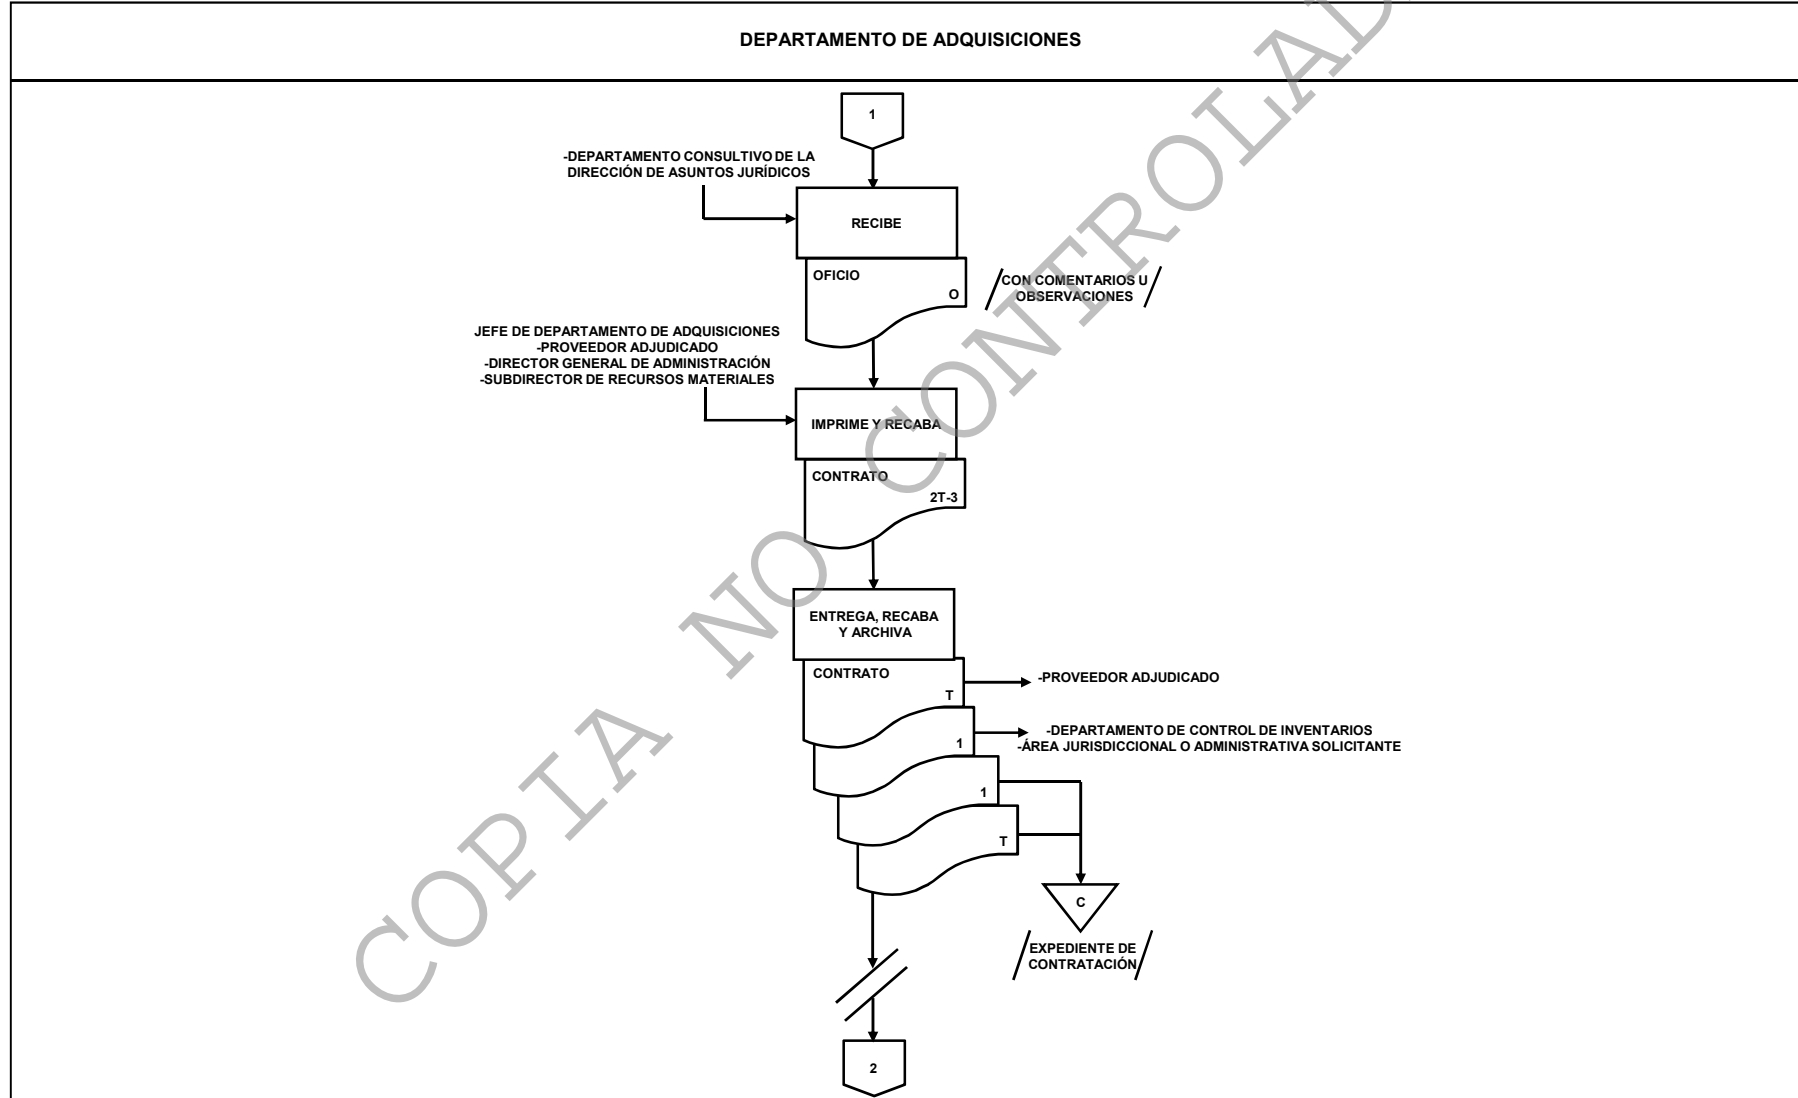 DEPARTAMENTO DE ADQUISICIONES
1
-DEPARTAMENTO CONSULTIVO DE LA
DIRECCIÓN DE ASUNTOS JURÍDICOS
RECIBE
OFICIO
O
CON COMENTARIOS U
OBSERVACIONES
JEFE DE DEPARTAMENTO DE ADQUISICIONES
-PROVEEDOR ADJUDICADO
-DIRECTOR GENERAL DE ADMINISTRACIÓN
-SUBDIRECTOR DE RECURSOS MATERIALES
IMPRIME Y RECABA
CONTRATO
2T-3
ENTREGA, RECABA
Y ARCHIVA
CONTRATO
T
-PROVEEDOR ADJUDICADO
1
-DEPARTAMENTO DE CONTROL DE INVENTARIOS
-ÁREA JURISDICCIONAL O ADMINISTRATIVA SOLICITANTE
1
T
C
EXPEDIENTE DE
CONTRATACIÓN
2
COPIA NO CONTROLAD